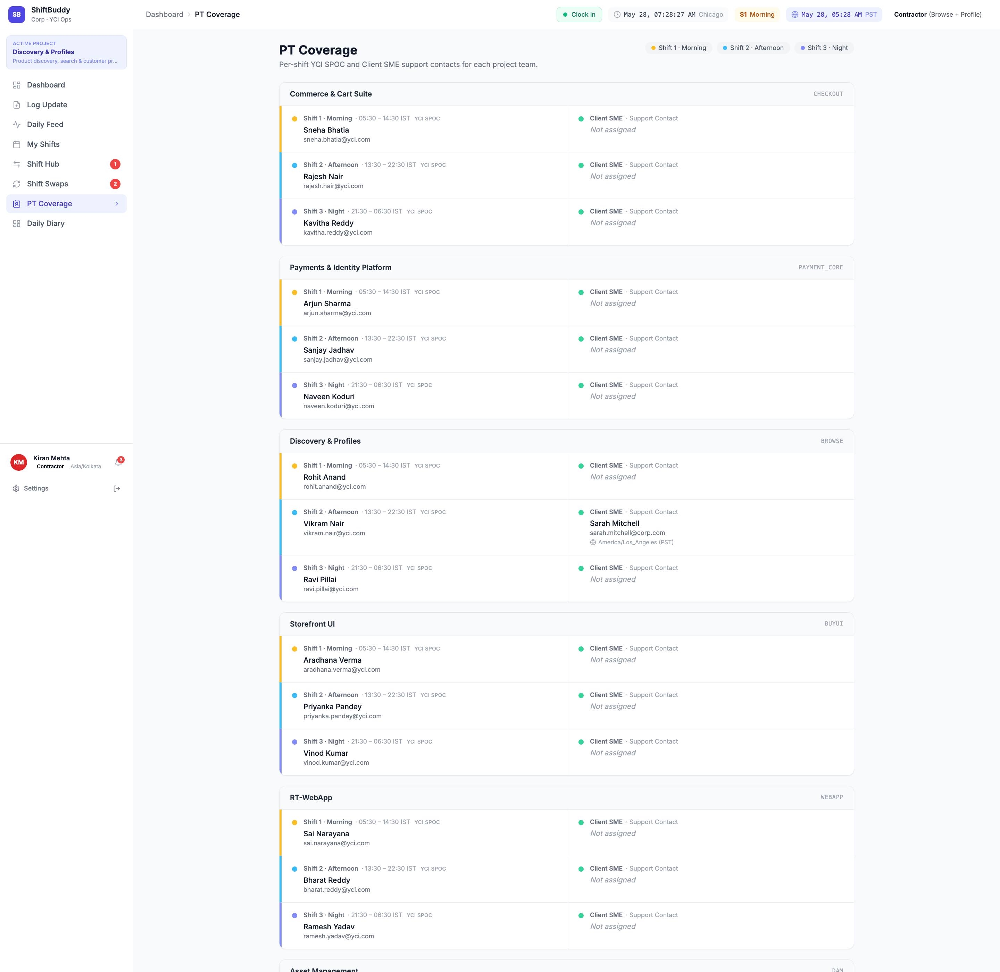 SB
ShiftBuddy
Corp · YCI Ops
Dashboard
PT Coverage
Clock In
May 28, 07:28:27 AM Chicago
S1 Morning
May 28, 05:28 AM PST
Contractor (Browse + Profile)
ACTIVE PROJECT
Discovery & Profiles
Product discovery, search & customer pr...
Dashboard
Log Update
Daily Feed
My Shifts
Shift Hub 1
Shift Swaps 2
PT Coverage
Daily Diary
KM
Kiran Mehta
Contractor Asia/Kolkata
3
Settings
PT Coverage
Per-shift YCI SPOC and Client SME support contacts for each project team.
Shift 1 · Morning
Shift 2 · Afternoon
Shift 3 · Night
Commerce & Cart Suite CHECKOUT
Shift 1 · Morning · 05:30 – 14:30 IST YCI SPOC
Sneha Bhatia
sneha.bhatia@yci.com
Client SME · Support Contact
Not assigned
Shift 2 · Afternoon · 13:30 – 22:30 IST YCI SPOC
Rajesh Nair
rajesh.nair@yci.com
Client SME · Support Contact
Not assigned
Shift 3 · Night · 21:30 – 06:30 IST YCI SPOC
Kavitha Reddy
kavitha.reddy@yci.com
Client SME · Support Contact
Not assigned
Payments & Identity Platform PAYMENT_CORE
Shift 1 · Morning · 05:30 – 14:30 IST YCI SPOC
Arjun Sharma
arjun.sharma@yci.com
Client SME · Support Contact
Not assigned
Shift 2 · Afternoon · 13:30 – 22:30 IST YCI SPOC
Sanjay Jadhav
sanjay.jadhav@yci.com
Client SME · Support Contact
Not assigned
Shift 3 · Night · 21:30 – 06:30 IST YCI SPOC
Naveen Koduri
naveen.koduri@yci.com
Client SME · Support Contact
Not assigned
Discovery & Profiles BROWSE
Shift 1 · Morning · 05:30 – 14:30 IST YCI SPOC
Rohit Anand
rohit.anand@yci.com
Client SME · Support Contact
Not assigned
Shift 2 · Afternoon · 13:30 – 22:30 IST YCI SPOC
Vikram Nair
vikram.nair@yci.com
Client SME · Support Contact
Sarah Mitchell
sarah.mitchell@corp.com
America/Los_Angeles (PST)
Shift 3 · Night · 21:30 – 06:30 IST YCI SPOC
Ravi Pillai
ravi.pillai@yci.com
Client SME · Support Contact
Not assigned
Storefront UI BUYUI
Shift 1 · Morning · 05:30 – 14:30 IST YCI SPOC
Aradhana Verma
aradhana.verma@yci.com
Client SME · Support Contact
Not assigned
Shift 2 · Afternoon · 13:30 – 22:30 IST YCI SPOC
Priyanka Pandey
priyanka.pandey@yci.com
Client SME · Support Contact
Not assigned
Shift 3 · Night · 21:30 – 06:30 IST YCI SPOC
Vinod Kumar
vinod.kumar@yci.com
Client SME · Support Contact
Not assigned
RT-WebApp WEBAPP
Shift 1 · Morning · 05:30 – 14:30 IST YCI SPOC
Sai Narayana
sai.narayana@yci.com
Client SME · Support Contact
Not assigned
Shift 2 · Afternoon · 13:30 – 22:30 IST YCI SPOC
Bharat Reddy
bharat.reddy@yci.com
Client SME · Support Contact
Not assigned
Shift 3 · Night · 21:30 – 06:30 IST YCI SPOC
Ramesh Yadav
ramesh.yadav@yci.com
Client SME · Support Contact
Not assigned
Asset Management DAM